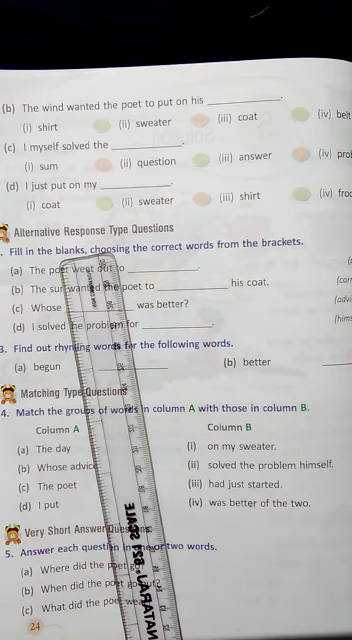 (b) The wind wanted the poet to put on his ____________.
(i) shirt (ii) sweater (iii) coat (iv) belt
(c) I myself solved the ____________.
(i) sum (ii) question (iii) answer (iv)
(d) I just put on my ____________.
(i) coat (ii) sweater (iii) shirt (iv)
Alternative Response Type Questions
Fill in the blanks, choosing the correct words from the brackets.
(a) The poet went out to ____________.
(b) The sun wanted the poet to ____________ his coat.
(c) Whose ____________ was better?
(d) I solved the problem for ____________.
3. Find out rhyming words for the following words.
(a) begun ____________ (b) better ______
Matching Type Questions
4. Match the groups of words in column A with those in column B.
Column A Column B
(a) The day (i) on my sweater.
(b) Whose advice (ii) solved the problem himself.
(c) The poet (iii) had just started.
(d) I put (iv) was better of the two.
Very Short Answer Questions
5. Answer each question in one or two words.
(a) Where did the poet go?
(b) When did the poet go out?
(c) What did the poet wear
24
NATARAJ, 621 SCALE